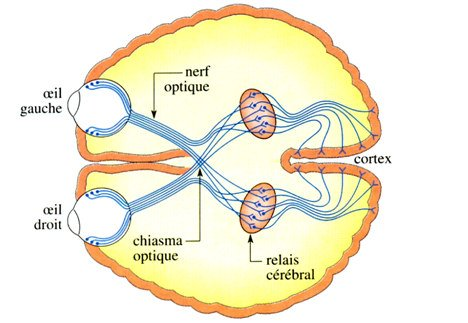 œil
gauche
nerf
optique
cortex
œil
droit
chiasma
optique
relais
cérébral